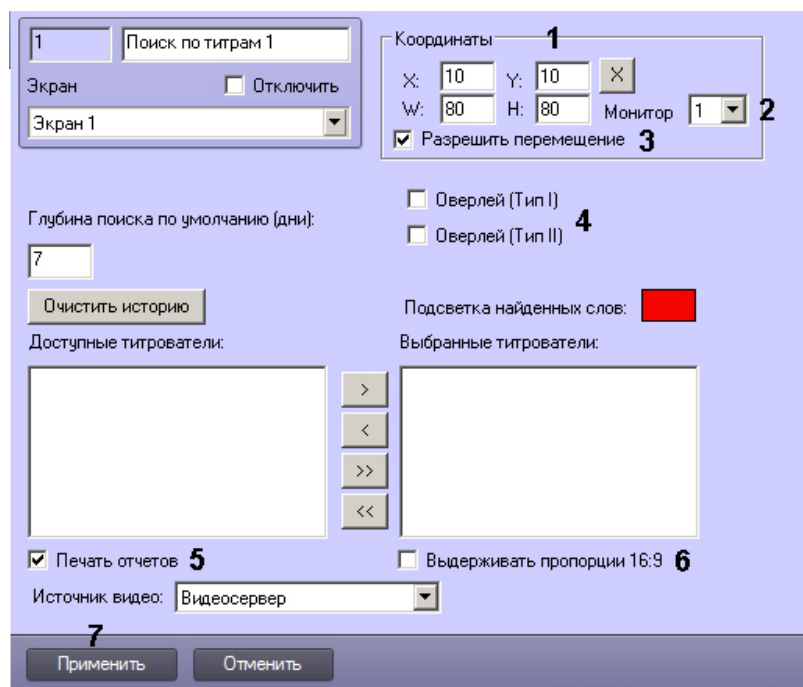 1 Поиск по титрам 1
Экран Отключить
Экран 1
Координаты 1
X: 10 Y: 10 X
W: 80 H: 80 Монитор 1 2
Разрешить перемещение 3
Оверлей (Тип I)
4
Оверлей (Тип II)
Глубина поиска по умолчанию (дни):
7
Очистить историю
Подсветка найденных слов:
Доступные титрователи:
Выбранные титрователи:
>
<
>>
<<
Печать отчетов 5
Выдерживать пропорции 16:9 6
Источник видео: Видеосервер
7
Применить Отменить